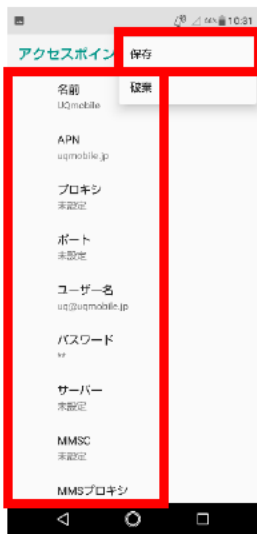 10:31
アクセスポイン
保存
破棄
名前
UQmobile
APN
uqmobile.jp
プロキシ
未設定
ポート
未設定
ユーザー名
uq@uqmobile.jp
パスワード
**
サーバー
未設定
MMSC
未設定
MMSプロキシ